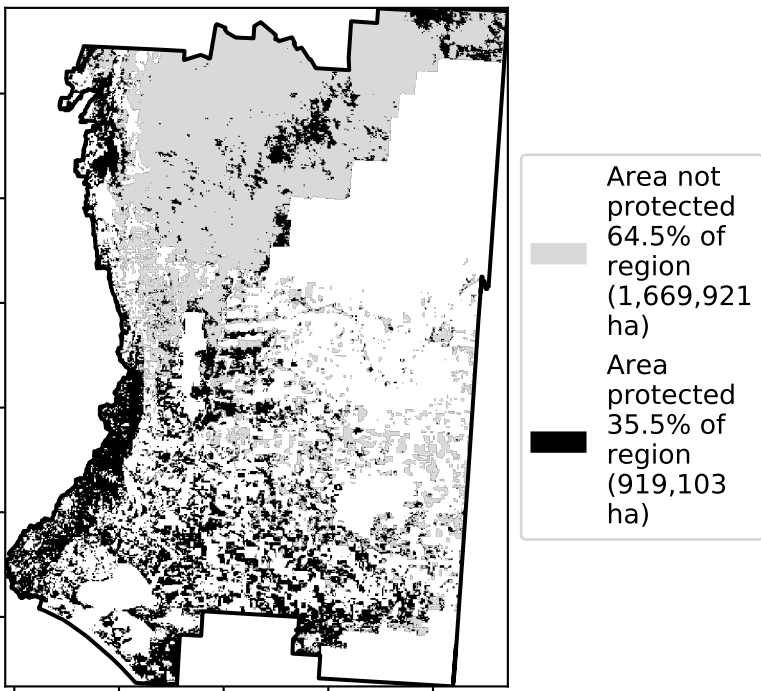 Area not
protected
64.5% of
region
(1,669,921
ha)
Area
protected
35.5% of
region
(919,103
ha)